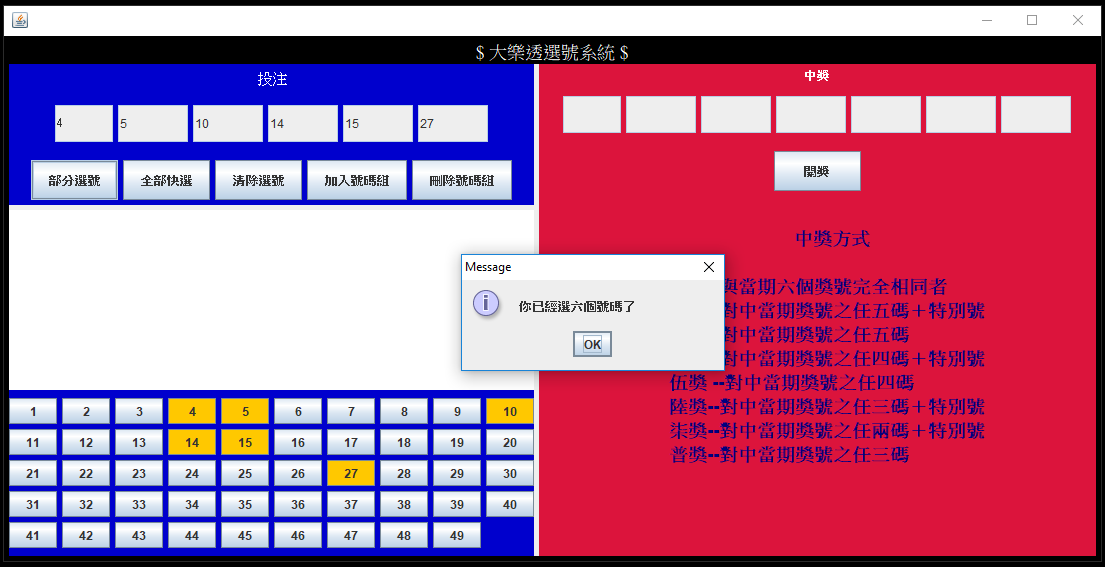 $ 大樂透選號系統 $
投注
4 5 10 14 15 27
部分選號 全部快選 清除選號 加入號碼組 刪除號碼組
1 2 3 4 5 6 7 8 9 10
11 12 13 14 15 16 17 18 19 20
21 22 23 24 25 26 27 28 29 30
31 32 33 34 35 36 37 38 39 40
41 42 43 44 45 46 47 48 49
中獎
開獎
中獎方式
與當期六個獎號完全相同者
對中當期獎號之任五碼＋特別號
對中當期獎號之任五碼
對中當期獎號之任四碼＋特別號
伍獎 --對中當期獎號之任四碼
陸獎--對中當期獎號之任三碼＋特別號
柒獎--對中當期獎號之任兩碼＋特別號
普獎--對中當期獎號之任三碼
Message
你已經選六個號碼了
OK